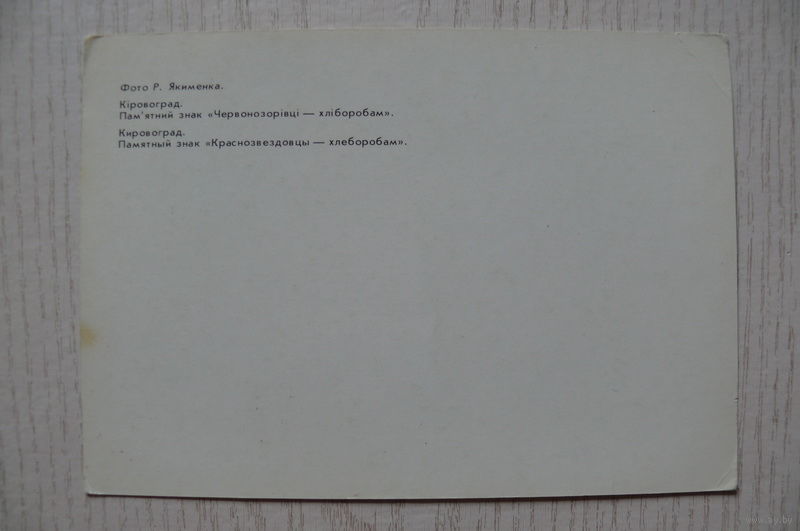 Фото Р. Якименка.
Кіровоград.
Пам'ятний знак «Червонозорівці — хліборобам».
Кировоград.
Памятный знак «Краснозвездовцы — хлеборобам».